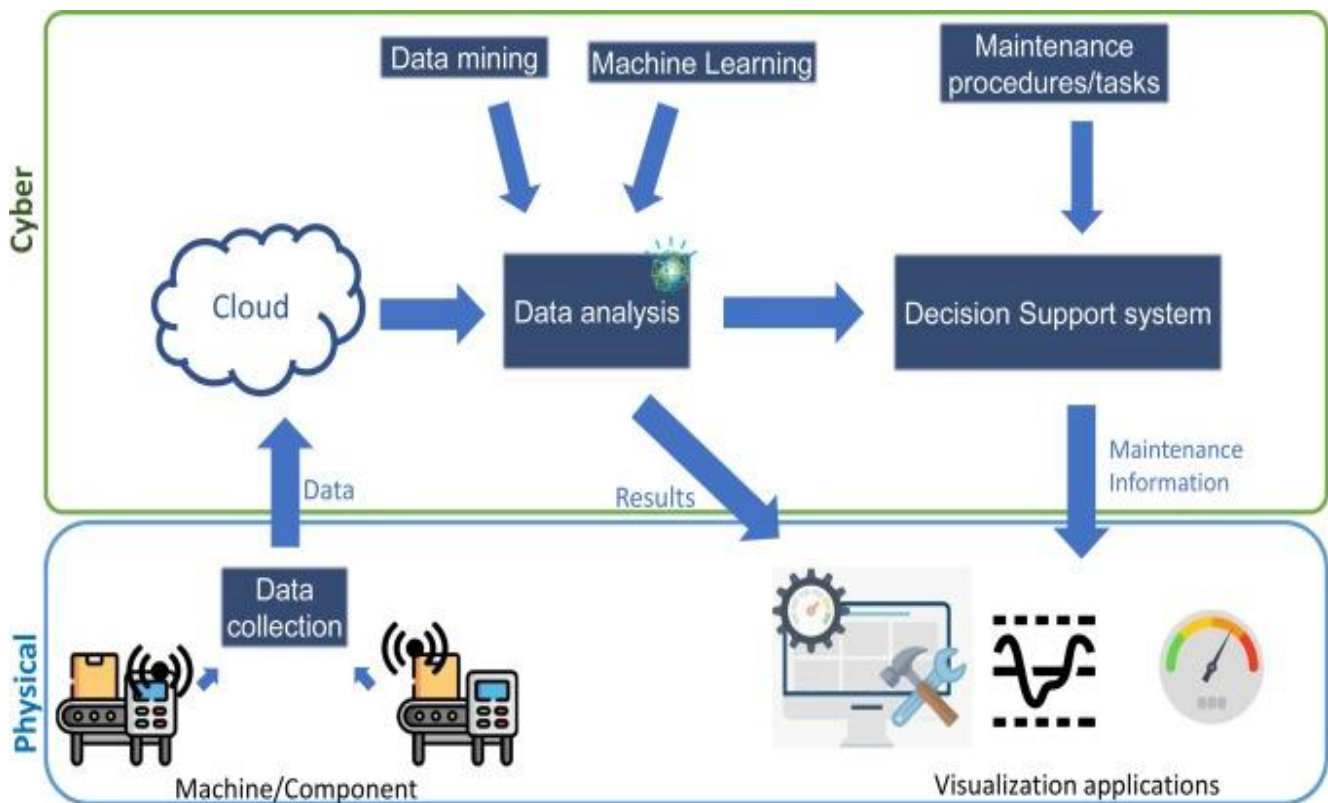 Data mining
Machine Learning
Maintenance
procedures/tasks
Cyber
Cloud
Data analysis
Decision Support system
Data
Results
Maintenance
Information
Physical
Data
collection
Machine/Component
Visualization applications